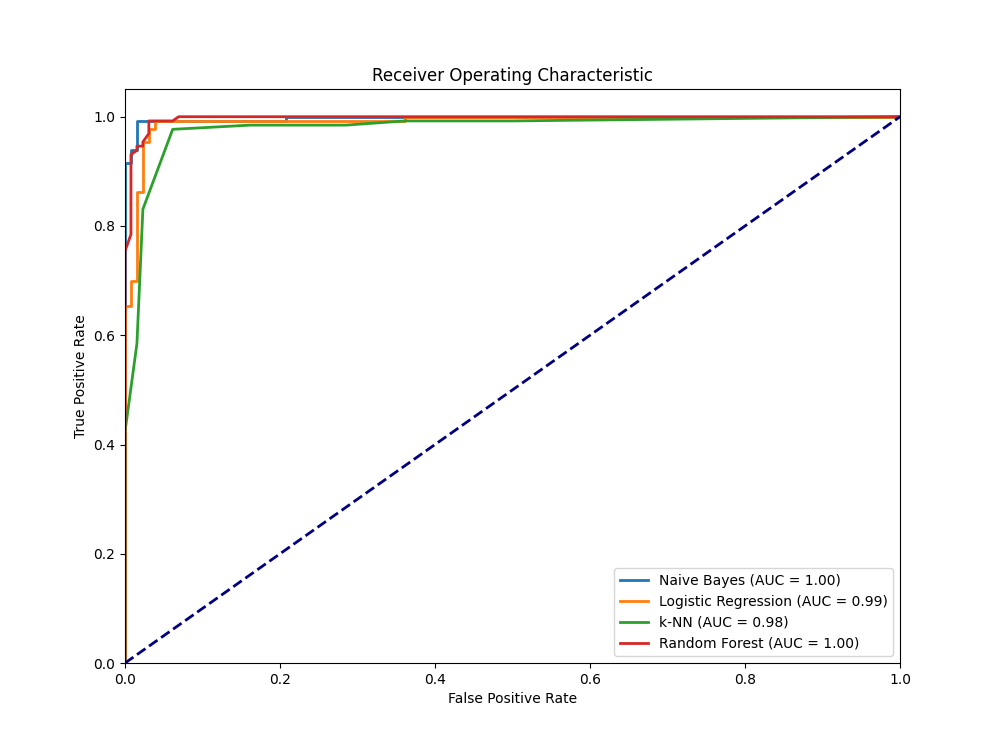 Receiver Operating Characteristic
True Positive Rate
1.0
0.8
0.6
0.4
0.2
0.0
0.0 0.2 0.4 0.6 0.8 1.0
False Positive Rate
Naive Bayes (AUC = 1.00)
Logistic Regression (AUC = 0.99)
k-NN (AUC = 0.98)
Random Forest (AUC = 1.00)